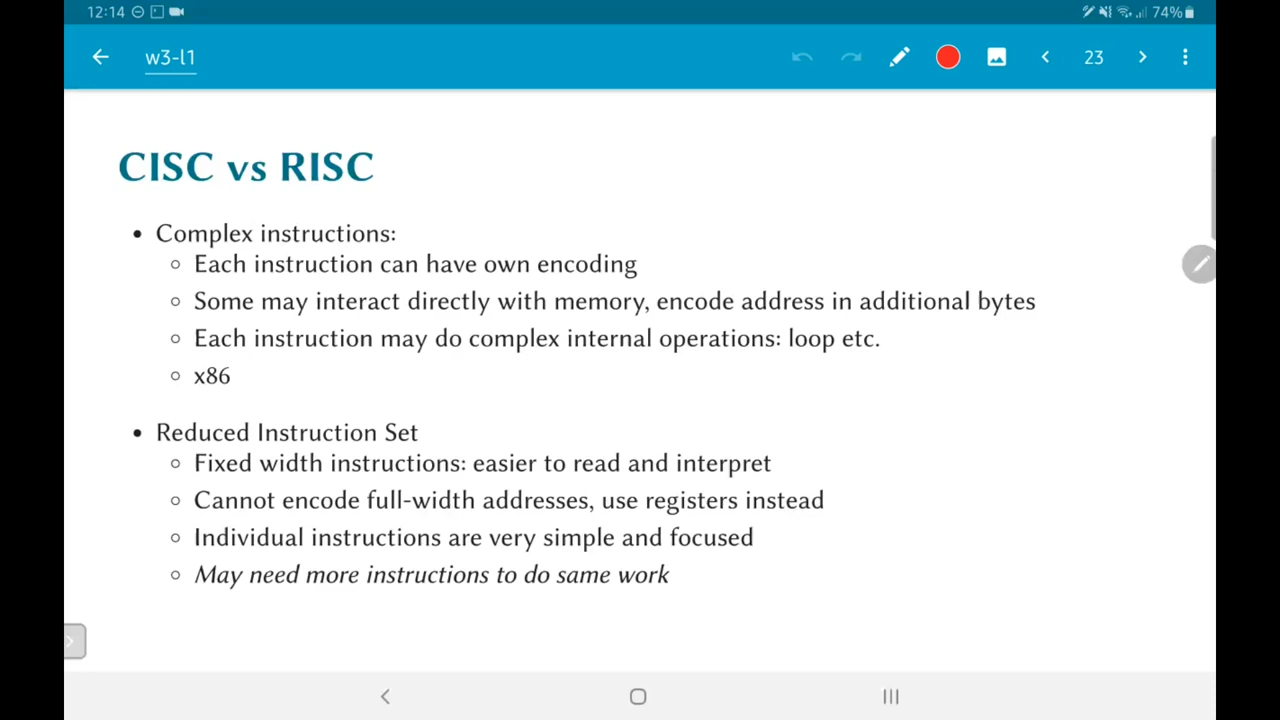 12:14
74%
w3-l1
23
CISC vs RISC
• Complex instructions:
○ Each instruction can have own encoding
○ Some may interact directly with memory, encode address in additional bytes
○ Each instruction may do complex internal operations: loop etc.
○ x86
• Reduced Instruction Set
○ Fixed width instructions: easier to read and interpret
○ Cannot encode full-width addresses, use registers instead
○ Individual instructions are very simple and focused
○ May need more instructions to do same work